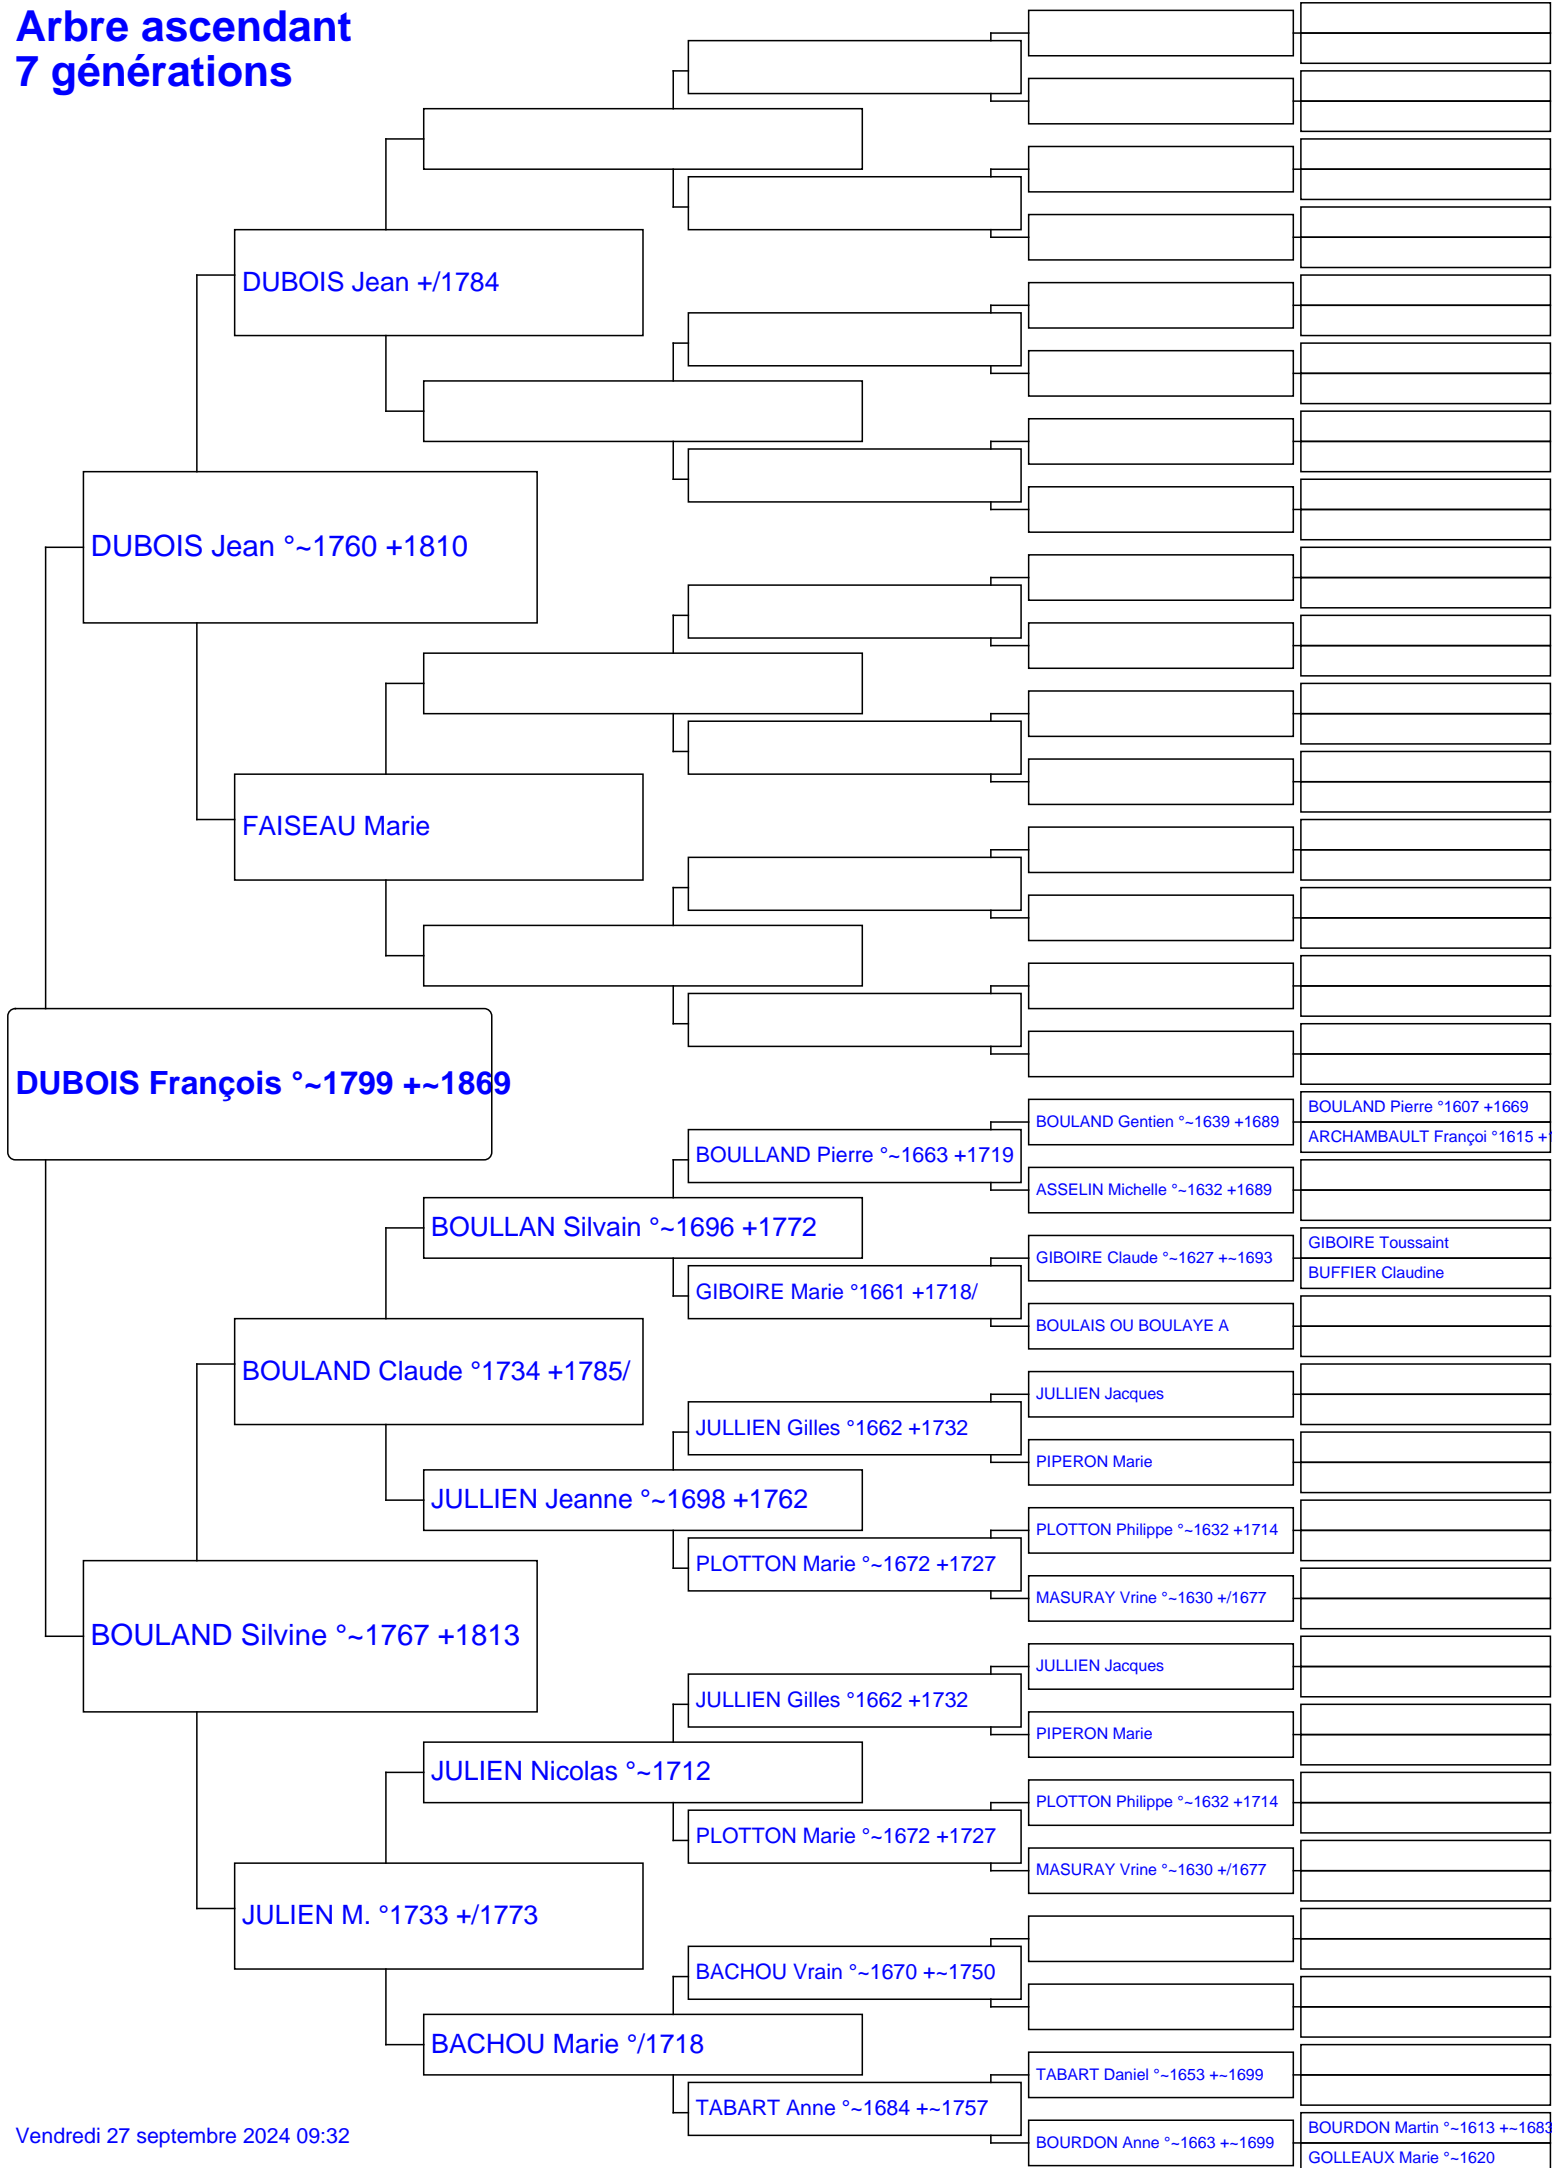 Arbre ascendant
7 générations
DUBOIS Jean +/1784
DUBOIS Jean °~1760 +1810
FAISEAU Marie
DUBOIS François °~1799 +~1869
BOULAND Pierre °1607 +1669
BOULAND Gentien °~1639 +1689
ARCHAMBAULT Françoi °1615 +1
BOULLAND Pierre °~1663 +1719
ASSELIN Michelle °~1632 +1689
BOULLAN Silvain °~1696 +1772
GIBOIRE Toussaint
GIBOIRE Claude °~1627 +~1693
BUFFIER Claudine
GIBOIRE Marie °1661 +1718/
BOULAIS OU BOULAYE A
BOULAND Claude °1734 +1785/
JULLIEN Jacques
JULLIEN Gilles °1662 +1732
PIPERON Marie
JULLIEN Jeanne °~1698 +1762
PLOTTON Philippe °~1632 +1714
PLOTTON Marie °~1672 +1727
MASURAY Vrine °~1630 +/1677
BOULAND Silvine °~1767 +1813
JULLIEN Jacques
JULLIEN Gilles °1662 +1732
PIPERON Marie
JULIEN Nicolas °~1712
PLOTTON Philippe °~1632 +1714
PLOTTON Marie °~1672 +1727
MASURAY Vrine °~1630 +/1677
JULIEN M. °1733 +/1773
BACHOU Vrain °~1670 +~1750
BACHOU Marie °/1718
TABART Daniel °~1653 +~1699
TABART Anne °~1684 +~1757
BOURDON Martin °~1613 +~1683
BOURDON Anne °~1663 +~1699
GOLLEAUX Marie °~1620
Vendredi 27 septembre 2024 09:32